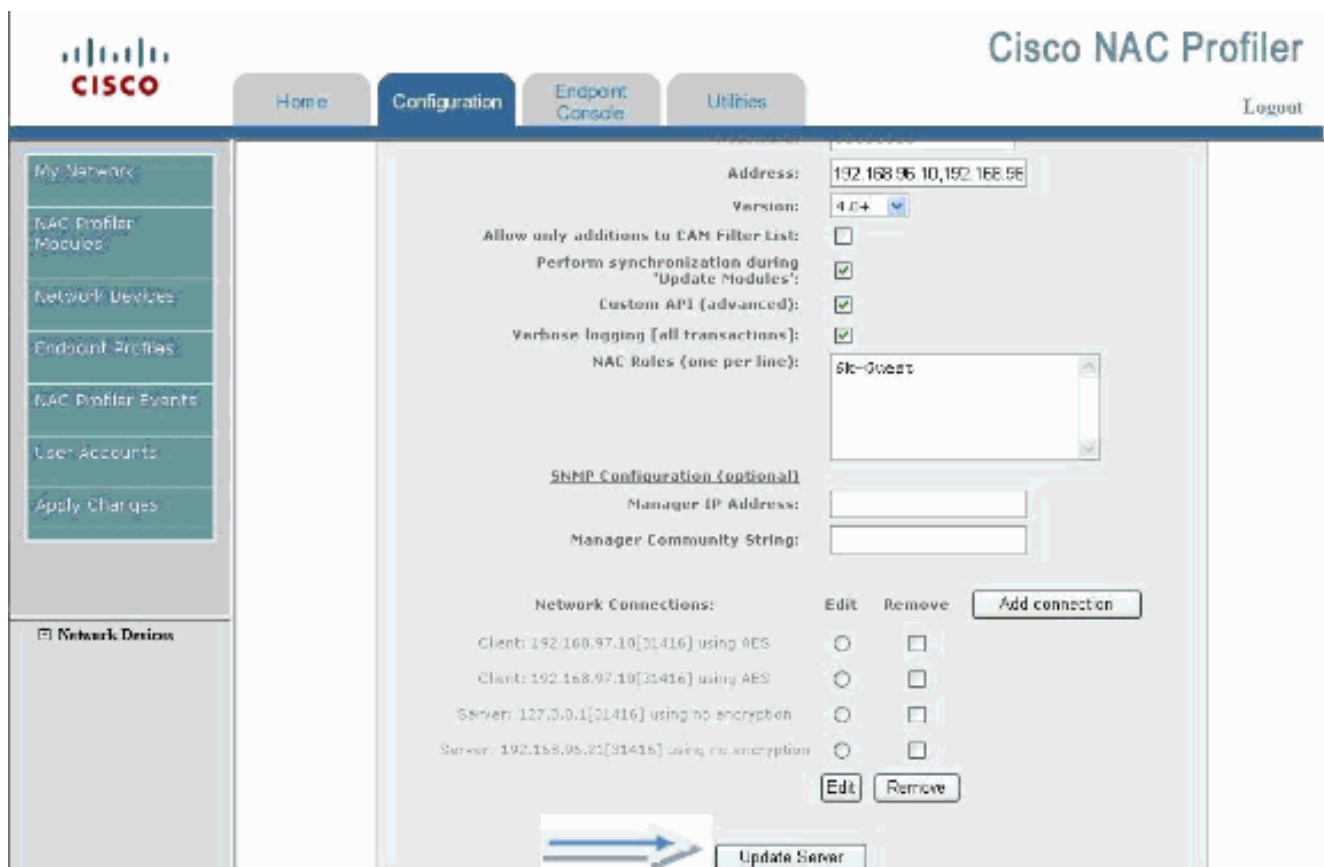 Cisco NAC Profiler
CISCO
Home
Configuration
Endpoint Console
Utilities
Logout
My Network
NAC Profiler Modules
Network Devices
Endpoint Profiles
NAC Profiler Events
User Accounts
Apply Changes
Network Devices
Address: 192.168.96.10,192.168.96
Version: 4.0+
Allow only additions to CAM Filter List:
Perform synchronization during
'Update Modules':
Custom API (advanced):
Verbose logging [all transactions]:
NAC Roles (one per line):
SNMP Configuration (optional)
Manager IP Address:
Manager Community String:
Network Connections: Edit Remove Add connection
Client: 192.168.97.10[31416] using AES
Client: 192.168.97.10[31416] using AES
Server: 127.0.0.1[31416] using no encryption
Server: 192.168.96.21[31416] using no encryption
Edit Remove
Update Server